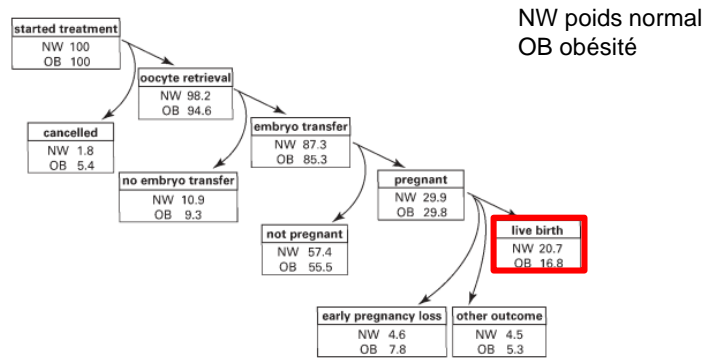 NW poids normal
OB obésité
started treatment
NW 100
OB 100
oocyte retrieval
NW 98.2
OB 94.6
cancelled
NW 1.8
OB 5.4
embryo transfer
NW 87.3
OB 85.3
no embryo transfer
NW 10.9
OB 9.3
pregnant
NW 29.9
OB 29.8
not pregnant
NW 57.4
OB 55.5
live birth
NW 20.7
OB 16.8
early pregnancy loss
NW 4.6
OB 7.8
other outcome
NW 4.5
OB 5.3